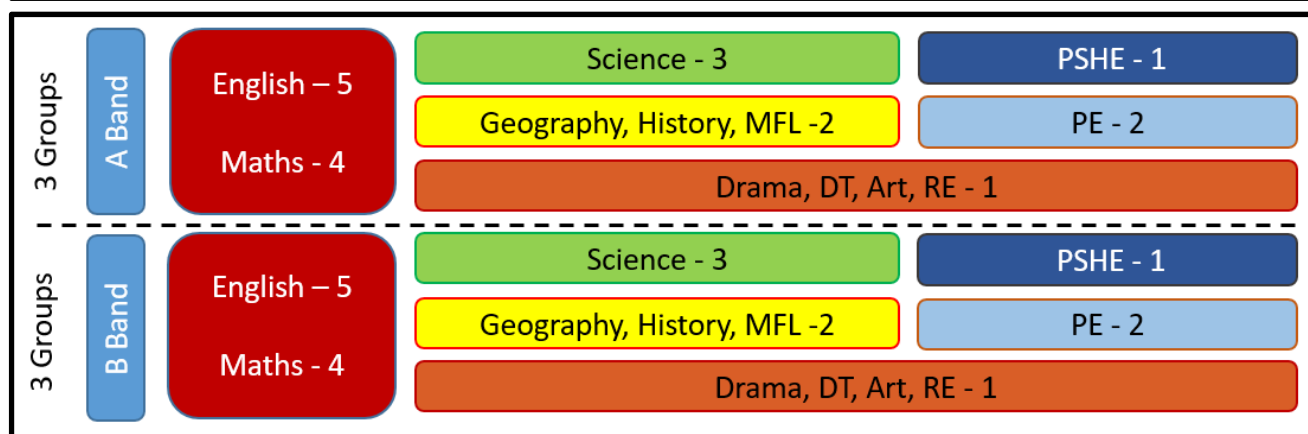 3 Groups
A Band
English – 5
Maths - 4
Science - 3
PSHE - 1
Geography, History, MFL -2
PE - 2
Drama, DT, Art, RE - 1
3 Groups
B Band
English – 5
Maths - 4
Science - 3
PSHE - 1
Geography, History, MFL -2
PE - 2
Drama, DT, Art, RE - 1